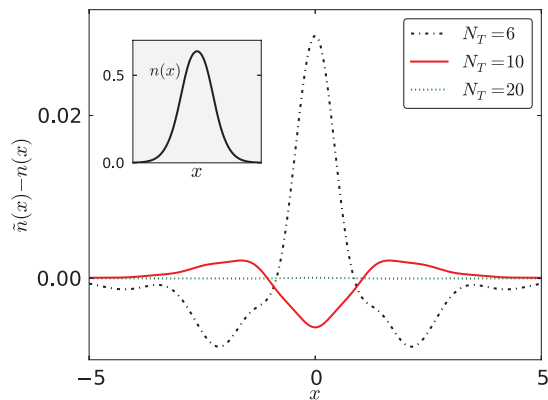 N_T = 6
N_T = 10
N_T = 20
ñ(x)−n(x)
0.02
0.00
0.5
0.0
n(x)
x
−5
0
5
x